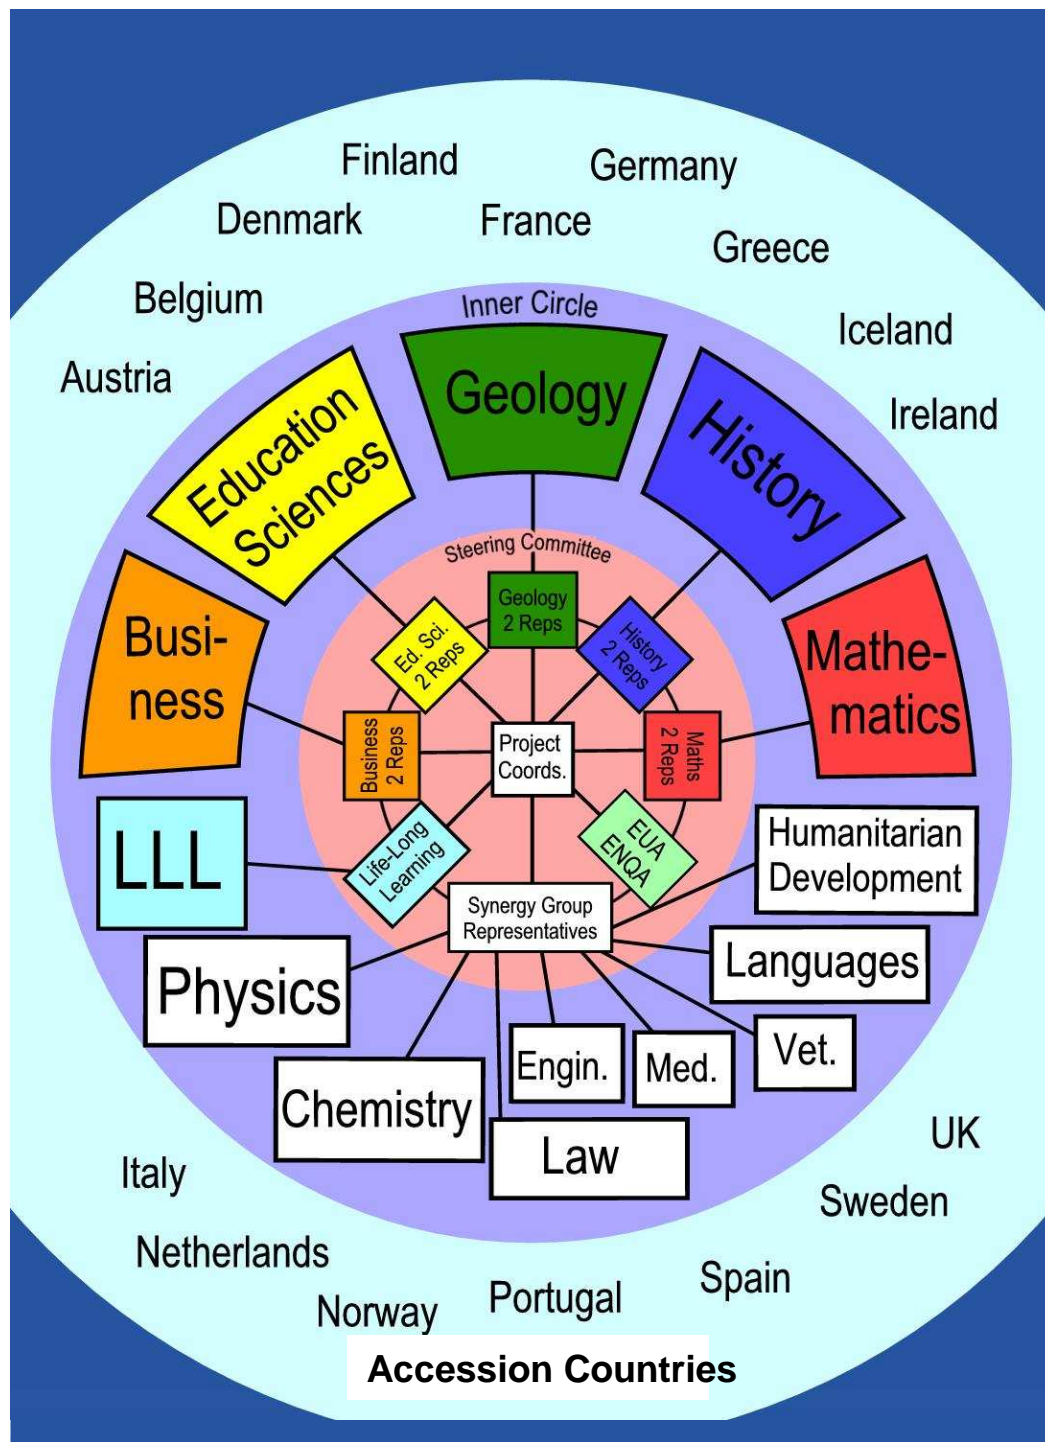 Finland
Germany
Denmark
France
Greece
Belgium
Inner Circle
Iceland
Austria
Geology
Ireland
Education
Sciences
History
Steering Committee
Busi-
ness
Geology
2 Reps
Ed. Sci.
2 Reps
History
2 Reps
Mathe-
matics
Business
2 Reps
Project
Coords.
Maths
2 Reps
LLL
Life-Long
Learning
EUA
ENQA
Humanitarian
Development
Synergy Group
Representatives
Languages
Physics
Vet.
Engin.
Med.
Chemistry
Law
UK
Italy
Sweden
Netherlands
Spain
Norway
Portugal
Accession Countries